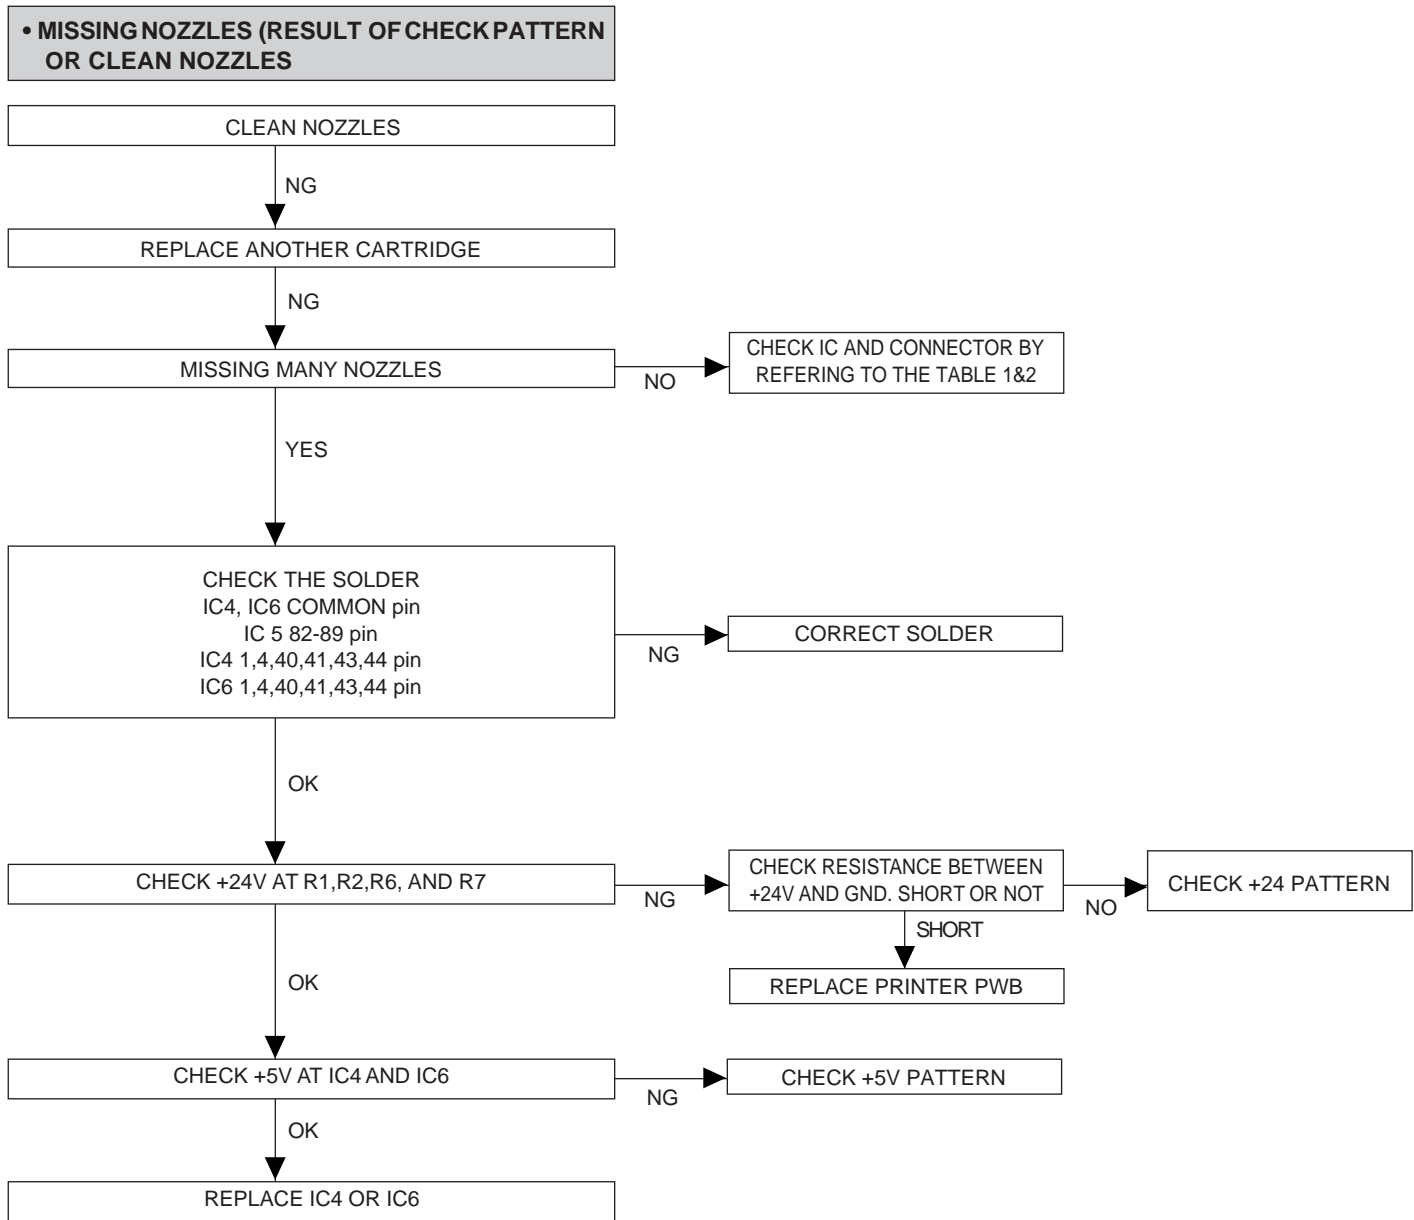 • MISSING NOZZLES (RESULT OF CHECK PATTERN
OR CLEAN NOZZLES
CLEAN NOZZLES
NG
REPLACE ANOTHER CARTRIDGE
NG
MISSING MANY NOZZLES
NO
CHECK IC AND CONNECTOR BY
REFERING TO THE TABLE 1&2
YES
CHECK THE SOLDER
IC4, IC6 COMMON pin
IC 5 82-89 pin
IC4 1,4,40,41,43,44 pin
IC6 1,4,40,41,43,44 pin
NG
CORRECT SOLDER
OK
CHECK +24V AT R1,R2,R6, AND R7
NG
CHECK RESISTANCE BETWEEN
+24V AND GND. SHORT OR NOT
NO
CHECK +24 PATTERN
SHORT
REPLACE PRINTER PWB
OK
CHECK +5V AT IC4 AND IC6
NG
CHECK +5V PATTERN
OK
REPLACE IC4 OR IC6